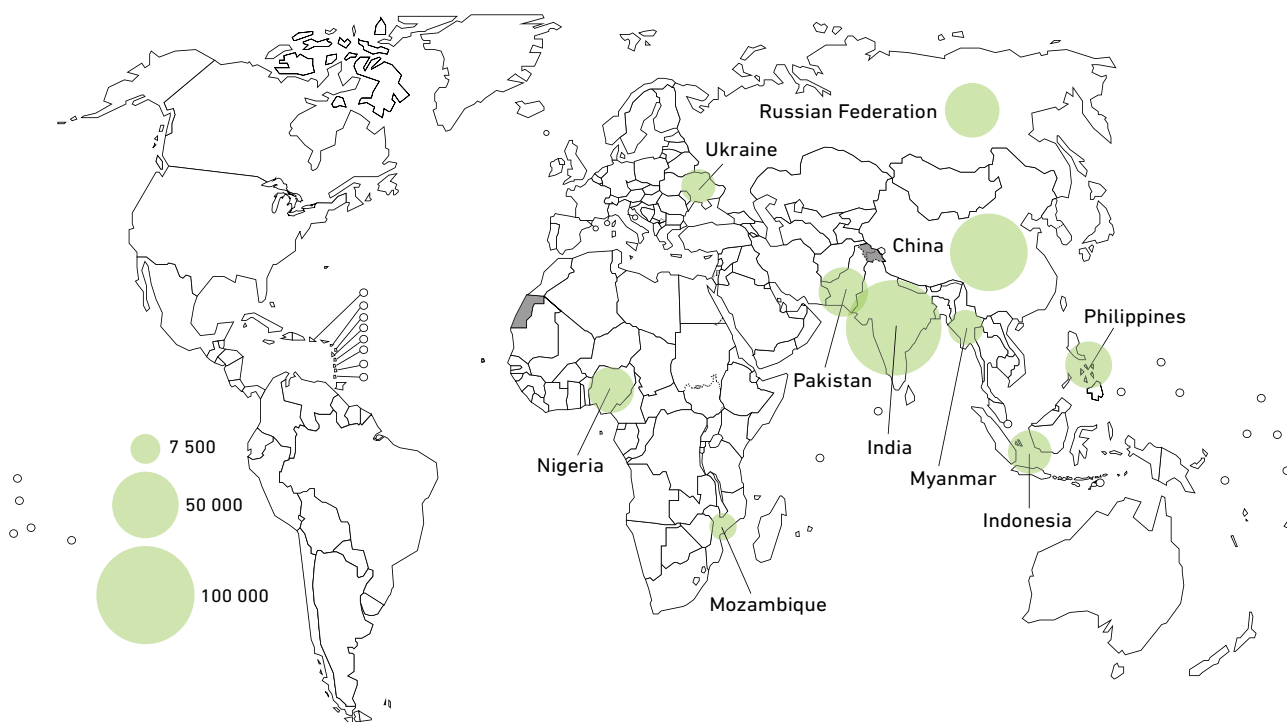 Russian Federation
Ukraine
China
Philippines
Pakistan
India
Nigeria
Myanmar
Indonesia
Mozambique
7 500
50 000
100 000